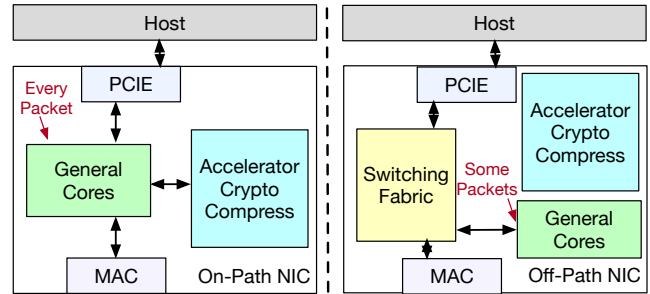 Host
PCIE
Every
Packet
General
Cores
Accelerator
Crypto
Compress
MAC
On-Path NIC
Host
PCIE
Accelerator
Crypto
Compress
Switching
Fabric
Some
Packets
General
Cores
MAC
Off-Path NIC